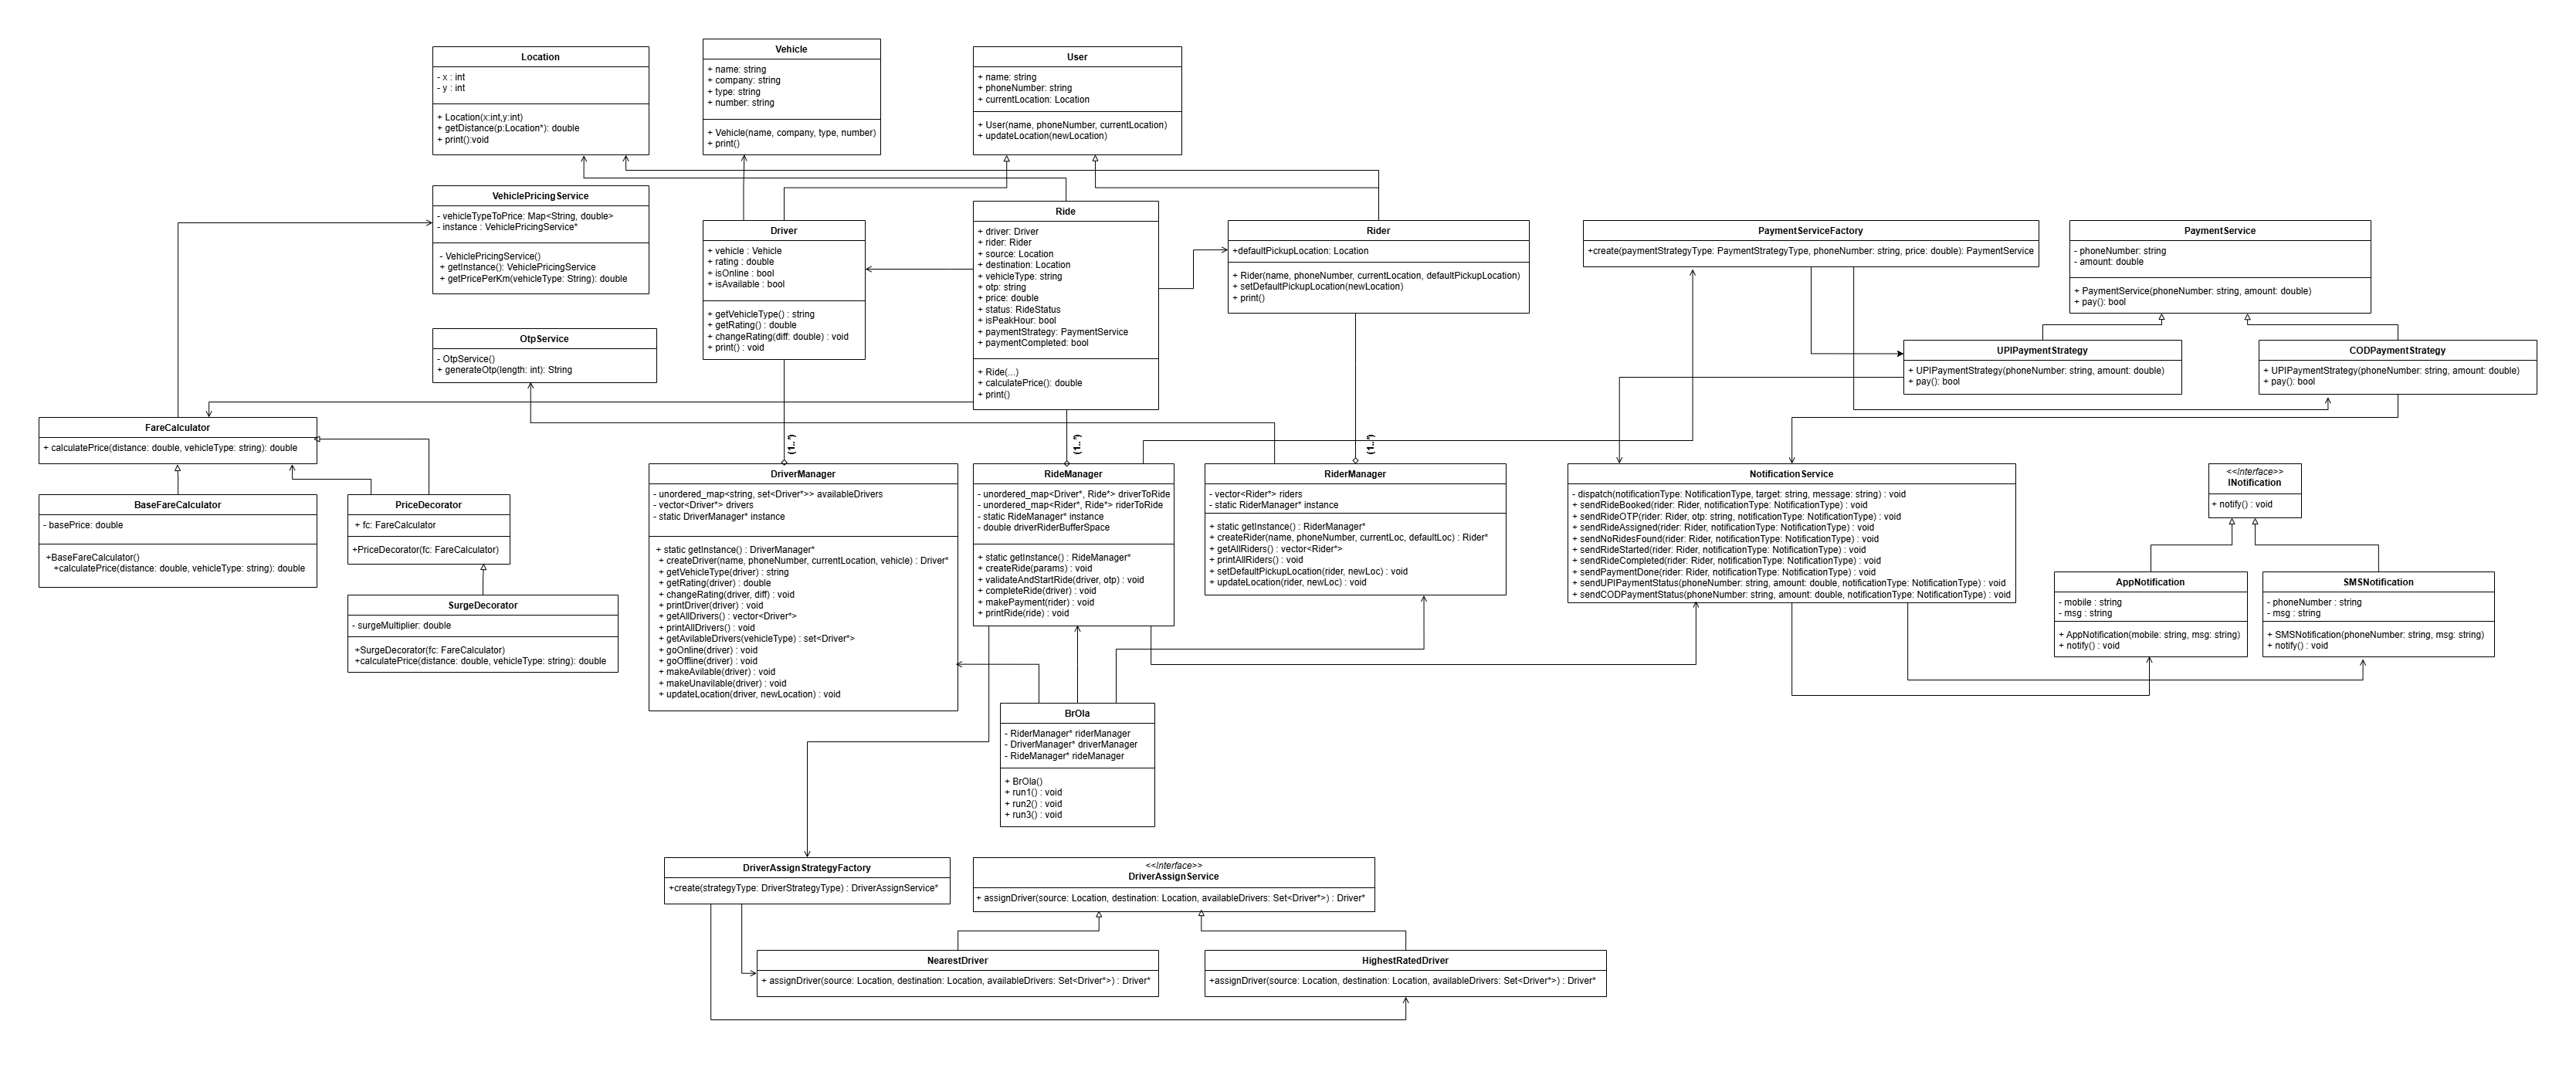 Location
- x : int
- y : int
+ Location(x:int,y:int)
+ getDistance(p:Location*): double
+ print():void
Vehicle
+ name: string
+ company: string
+ type: string
+ number: string
+ Vehicle(name, company, type, number)
+ print()
User
+ name: string
+ phoneNumber: string
+ currentLocation: Location
+ User(name, phoneNumber, currentLocation)
+ updateLocation(newLocation)
VehiclePricingService
- vehicleTypeToPrice: Map<String, double>
- instance : VehiclePricingService*
- VehiclePricingService()
+ getInstance(): VehiclePricingService
+ getPricePerKm(vehicleType: String): double
Driver
+ vehicle : Vehicle
+ rating : double
+ isOnline : bool
+ isAvailable : bool
+ getVehicleType() : string
+ getRating() : double
+ changeRating(diff: double) : void
+ print() : void
Ride
+ driver: Driver
+ rider: Rider
+ source: Location
+ destination: Location
+ vehicleType: string
+ otp: string
+ price: double
+ status: RideStatus
+ isPeakHour: bool
+ paymentStrategy: PaymentService
+ paymentCompleted: bool
+ Ride(...)
+ calculatePrice(): double
+ print()
Rider
+defaultPickupLocation: Location
+ Rider(name, phoneNumber, currentLocation, defaultPickupLocation)
+ setDefaultPickupLocation(newLocation)
+ print()
PaymentServiceFactory
+create(paymentStrategyType: PaymentStrategyType, phoneNumber: string, price: double): PaymentService
PaymentService
- phoneNumber: string
- amount: double
+ PaymentService(phoneNumber: string, amount: double)
+ pay(): bool
OtpService
- OtpService()
+ generateOtp(length: int): String
UPIPaymentStrategy
+ UPIPaymentStrategy(phoneNumber: string, amount: double)
+ pay(): bool
CODPaymentStrategy
+ UPIPaymentStrategy(phoneNumber: string, amount: double)
+ pay(): bool
FareCalculator
+ calculatePrice(distance: double, vehicleType: string): double
(1..*)
(1..*)
(1..*)
BaseFareCalculator
- basePrice: double
+BaseFareCalculator()
+calculatePrice(distance: double, vehicleType: string): double
PriceDecorator
+ fc: FareCalculator
+PriceDecorator(fc: FareCalculator)
SurgeDecorator
- surgeMultiplier: double
+SurgeDecorator(fc: FareCalculator)
+calculatePrice(distance: double, vehicleType: string): double
DriverManager
- unordered_map<string, set<Driver*>> availableDrivers
- vector<Driver*> drivers
- static DriverManager* instance
+ static getInstance() : DriverManager*
+ createDriver(name, phoneNumber, currentLocation, vehicle) : Driver*
+ getVehicleType(driver) : string
+ getRating(driver) : double
+ changeRating(driver, diff) : void
+ printDriver(driver) : void
+ getAllDrivers() : vector<Driver*>
+ printAllDrivers() : void
+ getAvilableDrivers(vehicleType) : set<Driver*>
+ goOnline(driver) : void
+ goOffline(driver) : void
+ makeAvilable(driver) : void
+ makeUnavilable(driver) : void
+ updateLocation(driver, newLocation) : void
RideManager
- unordered_map<Driver*, Ride*> driverToRide
- unordered_map<Rider*, Ride*> riderToRide
- static RideManager* instance
- double driverRiderBufferSpace
+ static getInstance() : RideManager*
+ createRide(params) : void
+ validateAndStartRide(driver, otp) : void
+ completeRide(driver) : void
+ makePayment(rider) : void
+ printRide(ride) : void
RiderManager
- vector<Rider*> riders
- static RiderManager* instance
+ static getInstance() : RiderManager*
+ createRider(name, phoneNumber, currentLoc, defaultLoc) : Rider*
+ getAllRiders() : vector<Rider*>
+ printAllRiders() : void
+ setDefaultPickupLocation(rider, newLoc) : void
+ updateLocation(rider, newLoc) : void
NotificationService
- dispatch(notificationType: NotificationType, target: string, message: string) : void
+ sendRideBooked(rider: Rider, notificationType: NotificationType) : void
+ sendRideOTP(rider: Rider, otp: string, notificationType: NotificationType) : void
+ sendRideAssigned(rider: Rider, notificationType: NotificationType) : void
+ sendNoRidesFound(rider: Rider, notificationType: NotificationType) : void
+ sendRideStarted(rider: Rider, notificationType: NotificationType) : void
+ sendRideCompleted(rider: Rider, notificationType: NotificationType) : void
+ sendPaymentDone(rider: Rider, notificationType: NotificationType) : void
+ sendUPIPaymentStatus(phoneNumber: string, amount: double, notificationType: NotificationType) : void
+ sendCODPaymentStatus(phoneNumber: string, amount: double, notificationType: NotificationType) : void
<<Interface>>
INotification
+ notify() : void
AppNotification
- mobile : string
- msg : string
+ AppNotification(mobile: string, msg: string)
+ notify() : void
SMSNotification
- phoneNumber : string
- msg : string
+ SMSNotification(phoneNumber: string, msg: string)
+ notify() : void
BrOla
- RiderManager* riderManager
- DriverManager* driverManager
- RideManager* rideManager
+ BrOla()
+ run1() : void
+ run2() : void
+ run3() : void
DriverAssignStrategyFactory
+create(strategyType: DriverStrategyType) : DriverAssignService*
<<Interface>>
DriverAssignService
+ assignDriver(source: Location, destination: Location, availableDrivers: Set<Driver*>) : Driver*
NearestDriver
+ assignDriver(source: Location, destination: Location, availableDrivers: Set<Driver*>) : Driver*
HighestRatedDriver
+assignDriver(source: Location, destination: Location, availableDrivers: Set<Driver*>) : Driver*